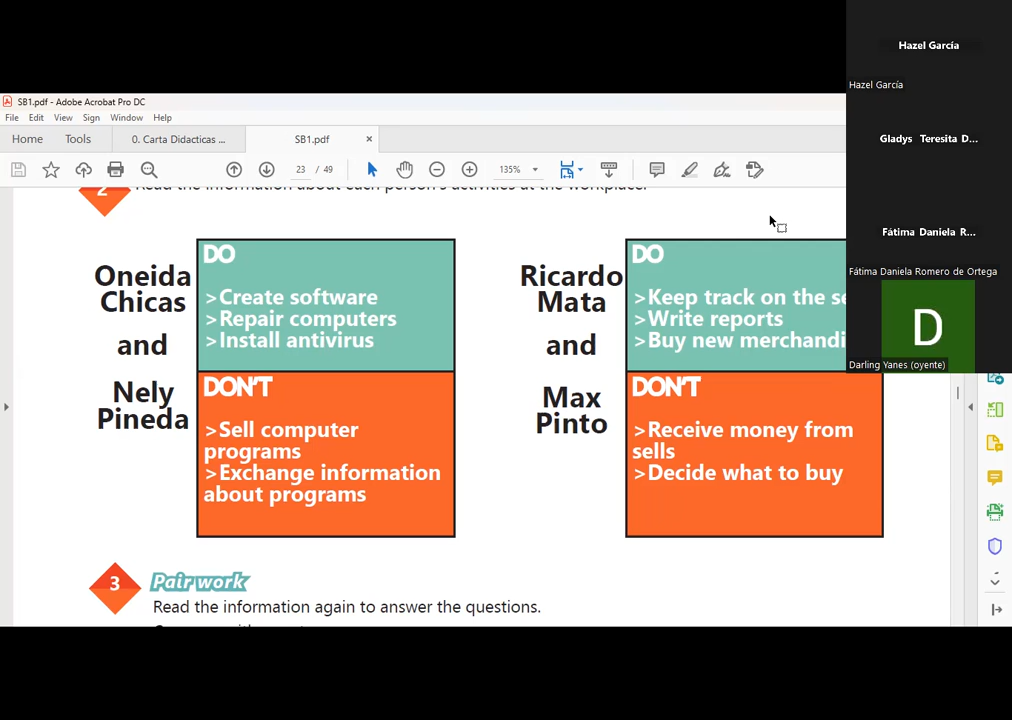 Hazel García
Hazel García
Gladys Teresita D...
Fátima Daniela R...
Fátima Daniela Romero de Ortega
D
Darling Yanes (oyente)
SB1.pdf - Adobe Acrobat Pro DC
File Edit View Sign Window Help
Home Tools 0. Carta Didacticas ... SB1.pdf ×
23 / 49 135%
2 Read the information about each person's activities at the workplace.
Oneida
Chicas
and
Nely
Pineda
DO
>Create software
>Repair computers
>Install antivirus
DON'T
>Sell computer
programs
>Exchange information
about programs
Ricardo
Mata
and
Max
Pinto
DO
>Keep track on the se
>Write reports
>Buy new merchandi
DON'T
>Receive money from
sells
>Decide what to buy
3 Pair work
Read the information again to answer the questions.